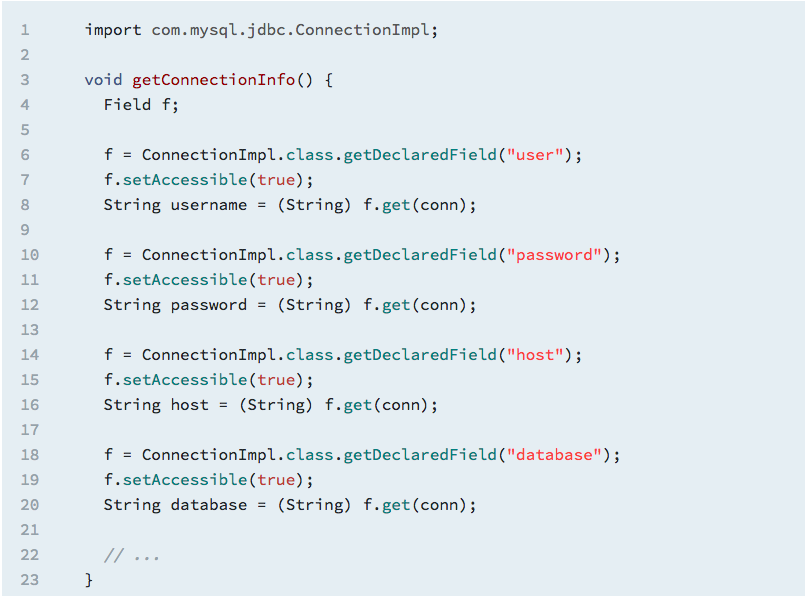 1 import com.mysql.jdbc.ConnectionImpl;
2
3 void getConnectionInfo() {
4 Field f;
5
6 f = ConnectionImpl.class.getDeclaredField("user");
7 f.setAccessible(true);
8 String username = (String) f.get(conn);
9
10 f = ConnectionImpl.class.getDeclaredField("password");
11 f.setAccessible(true);
12 String password = (String) f.get(conn);
13
14 f = ConnectionImpl.class.getDeclaredField("host");
15 f.setAccessible(true);
16 String host = (String) f.get(conn);
17
18 f = ConnectionImpl.class.getDeclaredField("database");
19 f.setAccessible(true);
20 String database = (String) f.get(conn);
21
22 // ...
23 }